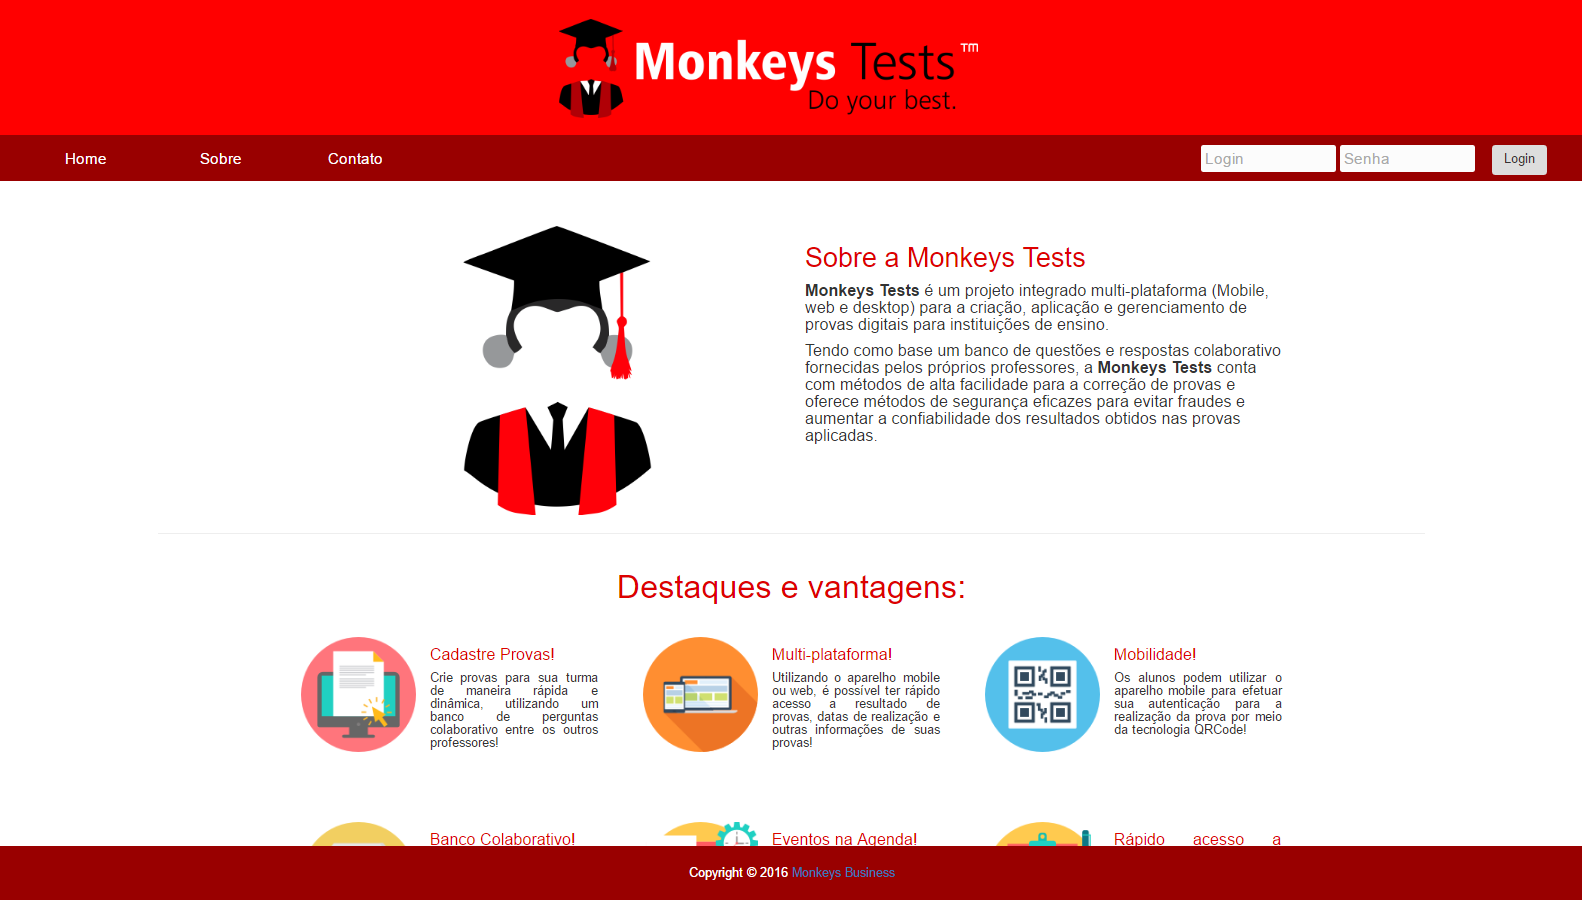 Monkeys Tests™
Do your best.
Home
Sobre
Contato
Login
Senha
Login
Sobre a Monkeys Tests
Monkeys Tests é um projeto integrado multi-plataforma (Mobile,
web e desktop) para a criação, aplicação e gerenciamento de
provas digitais para instituições de ensino.
Tendo como base um banco de questões e respostas colaborativo
fornecidas pelos próprios professores, a Monkeys Tests conta
com métodos de alta facilidade para a correção de provas e
oferece métodos de segurança eficazes para evitar fraudes e
aumentar a confiabilidade dos resultados obtidos nas provas
aplicadas.
Destaques e vantagens:
Cadastre Provas!
Crie provas para sua turma
de maneira rápida e
dinâmica, utilizando um
banco de perguntas
colaborativo entre os outros
professores!
Multi-plataforma!
Utilizando o aparelho mobile
ou web, é possível ter rápido
acesso a resultado de
provas, datas de realização e
outras informações de suas
provas!
Mobilidade!
Os alunos podem utilizar o
aparelho mobile para efetuar
sua autenticação para a
realização da prova por meio
da tecnologia QRCode!
Banco Colaborativo!
Eventos na Agenda!
Rápido acesso a
Copyright © 2016 Monkeys Business